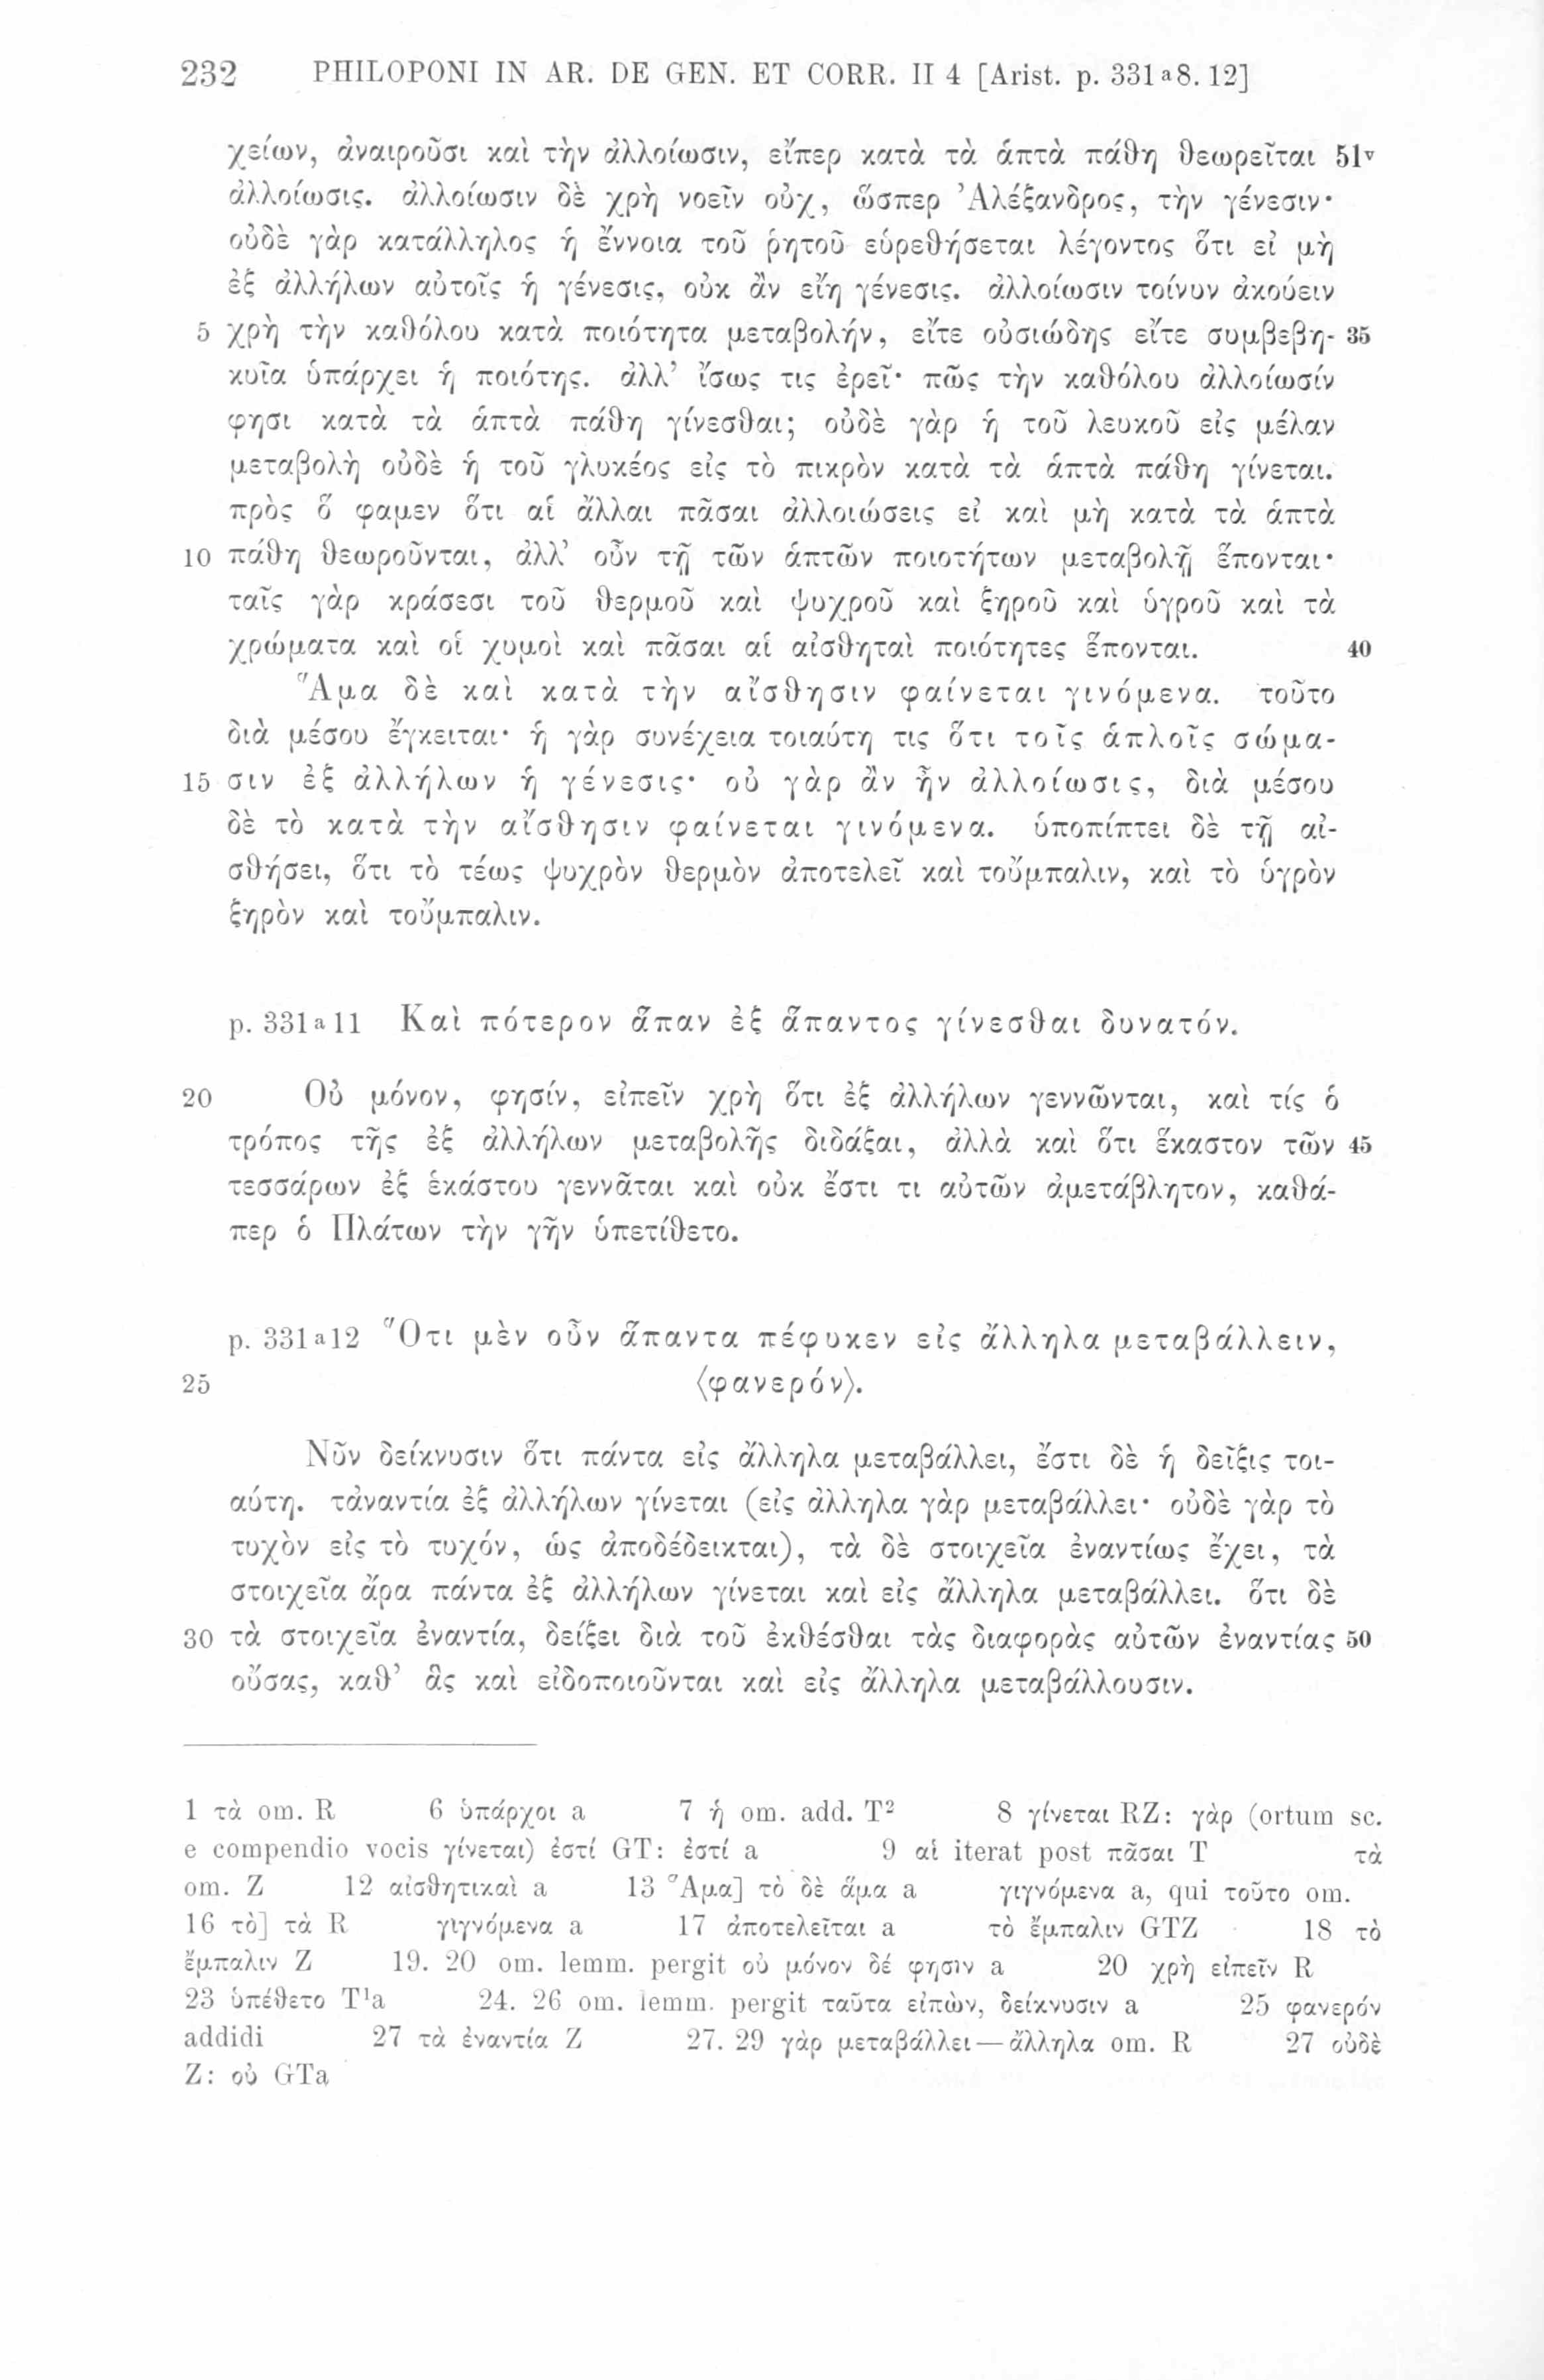 232 PHILOPONI IN AR. DE GEN. ET CORR. II 4 [Arist. p. 331 a 8. 12]
χείων, ἀναιροῦσι καὶ τὴν ἀλλοίωσιν, εἴπερ κατὰ τὰ ἁπτὰ πάθη θεωρεῖται 51v
ἀλλοίωσις. ἀλλοίωσιν δὲ χρὴ νοεῖν οὐχ, ὥσπερ Ἀλέξανδρος, τὴν γένεσιν·
οὐδὲ γὰρ κατάλληλος ἡ ἔννοια τοῦ ῥητοῦ εὑρεθήσεται λέγοντος ὅτι εἰ μὴ
ἐξ ἀλλήλων αὐτοῖς ἡ γένεσις, οὐκ ἂν εἴη γένεσις. ἀλλοίωσιν τοίνυν ἀκούειν
5 χρὴ τὴν καθόλου κατὰ ποιότητα μεταβολήν, εἴτε οὐσιώδης εἴτε συμβεβη- 35
κυῖα ὑπάρχει ἡ ποιότης. ἀλλ’ ἴσως τις ἐρεῖ· πῶς τὴν καθόλου ἀλλοίωσίν
φησι κατὰ τὰ ἁπτὰ πάθη γίνεσθαι; οὐδὲ γὰρ ἡ τοῦ λευκοῦ εἰς μέλαν
μεταβολὴ οὐδὲ ἡ τοῦ γλυκέος εἰς τὸ πικρὸν κατὰ τὰ ἁπτὰ πάθη γίνεται.
πρὸς ὅ φαμεν ὅτι αἱ ἄλλαι πᾶσαι ἀλλοιώσεις εἰ καὶ μὴ κατὰ τὰ ἁπτὰ
10 πάθη θεωροῦνται, ἀλλ’ οὖν τῇ τῶν ἁπτῶν ποιοτήτων μεταβολῇ ἕπονται·
ταῖς γὰρ κράσεσι τοῦ θερμοῦ καὶ ψυχροῦ καὶ ξηροῦ καὶ ὑγροῦ καὶ τὰ
χρώματα καὶ οἱ χυμοὶ καὶ πᾶσαι αἱ αἰσθηταὶ ποιότητες ἕπονται. 40
Ἅμα δὲ καὶ κατὰ τὴν αἴσθησιν φαίνεται γινόμενα. τοῦτο
διὰ μέσου ἔγκειται· ἡ γὰρ συνέχεια τοιαύτη τις ὅτι τοῖς ἁπλοῖς σώμα-
15 σιν ἐξ ἀλλήλων ἡ γένεσις· οὐ γὰρ ἂν ἦν ἀλλοίωσις, διὰ μέσου
δὲ τὸ κατὰ τὴν αἴσθησιν φαίνεται γινόμενα. ὑποπίπτει δὲ τῇ αἰ-
σθήσει, ὅτι τὸ τέως ψυχρὸν θερμὸν ἀποτελεῖ καὶ τοὔμπαλιν, καὶ τὸ ὑγρὸν
ξηρὸν καὶ τοὔμπαλιν.
p. 331 a 11 Καὶ πότερον ἅπαν ἐξ ἅπαντος γίνεσθαι δυνατόν.
20 Οὐ μόνον, φησίν, εἰπεῖν χρὴ ὅτι ἐξ ἀλλήλων γεννῶνται, καὶ τίς ὁ
τρόπος τῆς ἐξ ἀλλήλων μεταβολῆς διδάξαι, ἀλλὰ καὶ ὅτι ἕκαστον τῶν 45
τεσσάρων ἐξ ἑκάστου γεννᾶται καὶ οὐκ ἔστι τι αὐτῶν ἀμετάβλητον, καθά-
περ ὁ Πλάτων τὴν γῆν ὑπετίθετο.
p. 331 a 12 Ὅτι μὲν οὖν ἅπαντα πέφυκεν εἰς ἄλληλα μεταβάλλειν,
25 ⟨φανερόν⟩.
Νῦν δείκνυσιν ὅτι πάντα εἰς ἄλληλα μεταβάλλει, ἔστι δὲ ἡ δεῖξις τοι-
αύτη. τἀναντία ἐξ ἀλλήλων γίνεται (εἰς ἄλληλα γὰρ μεταβάλλει· οὐδὲ γὰρ τὸ
τυχὸν εἰς τὸ τυχόν, ὡς ἀποδέδεικται), τὰ δὲ στοιχεῖα ἐναντίως ἔχει, τὰ
στοιχεῖα ἄρα πάντα ἐξ ἀλλήλων γίνεται καὶ εἰς ἄλληλα μεταβάλλει. ὅτι δὲ
30 τὰ στοιχεῖα ἐναντία, δείξει διὰ τοῦ ἐκθέσθαι τὰς διαφορὰς αὐτῶν ἐναντίας 50
οὔσας, καθ’ ἃς καὶ εἰδοποιοῦνται καὶ εἰς ἄλληλα μεταβάλλουσιν.
1 τὰ om. R 6 ὑπάρχοι a 7 ἡ om. add. T² 8 γίνεται RZ: γὰρ (ortum sc.
e compendio vocis γίνεται) ἐστί GT: ἐστί a 9 αἱ iterat post πᾶσαι T τὰ
om. Z 12 αἰσθητικαὶ a 13 Ἅμα] τὸ δὲ ἅμα a γιγνόμενα a, qui τοῦτο om.
16 τὸ] τὰ R γιγνόμενα a 17 ἀποτελεῖται a τὸ ἔμπαλιν GTZ 18 τὸ
ἔμπαλιν Z 19. 20 om. lemm. pergit οὐ μόνον δέ φησιν a 20 χρὴ εἰπεῖν R
23 ὑπέθετο T¹a 24. 26 om. lemm. pergit ταῦτα εἰπὼν, δείκνυσιν a 25 φανερόν
addidi 27 τὰ ἐναντία Z 27. 29 γὰρ μεταβάλλει — ἄλληλα om. R 27 οὐδὲ
Z: οὐ GTa